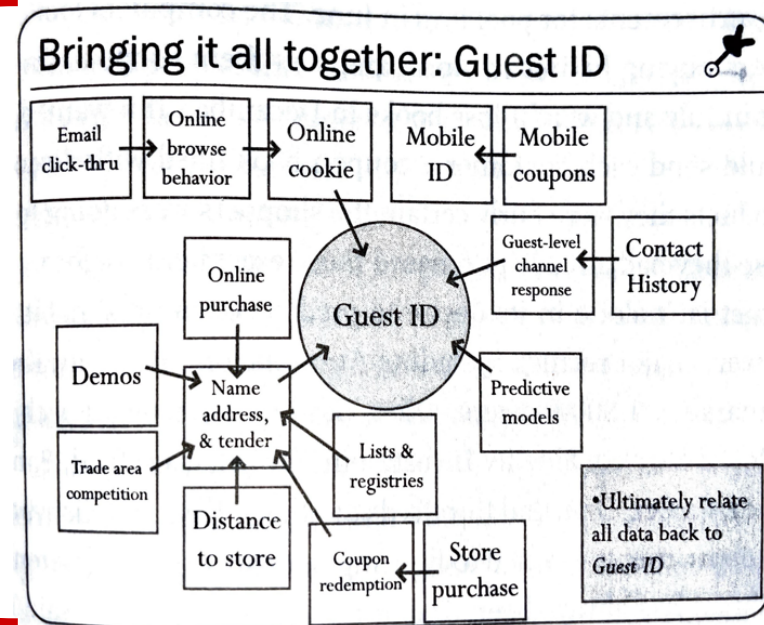 Bringing it all together: Guest ID
Email
click-thru
Online
browse
behavior
Online
cookie
Mobile
ID
Mobile
coupons
Online
purchase
Guest ID
Guest-level
channel
response
Contact
History
Demos
Name
address,
& tender
Predictive
models
Trade area
competition
Lists &
registries
Distance
to store
Coupon
redemption
Store
purchase
•Ultimately relate
all data back to
Guest ID